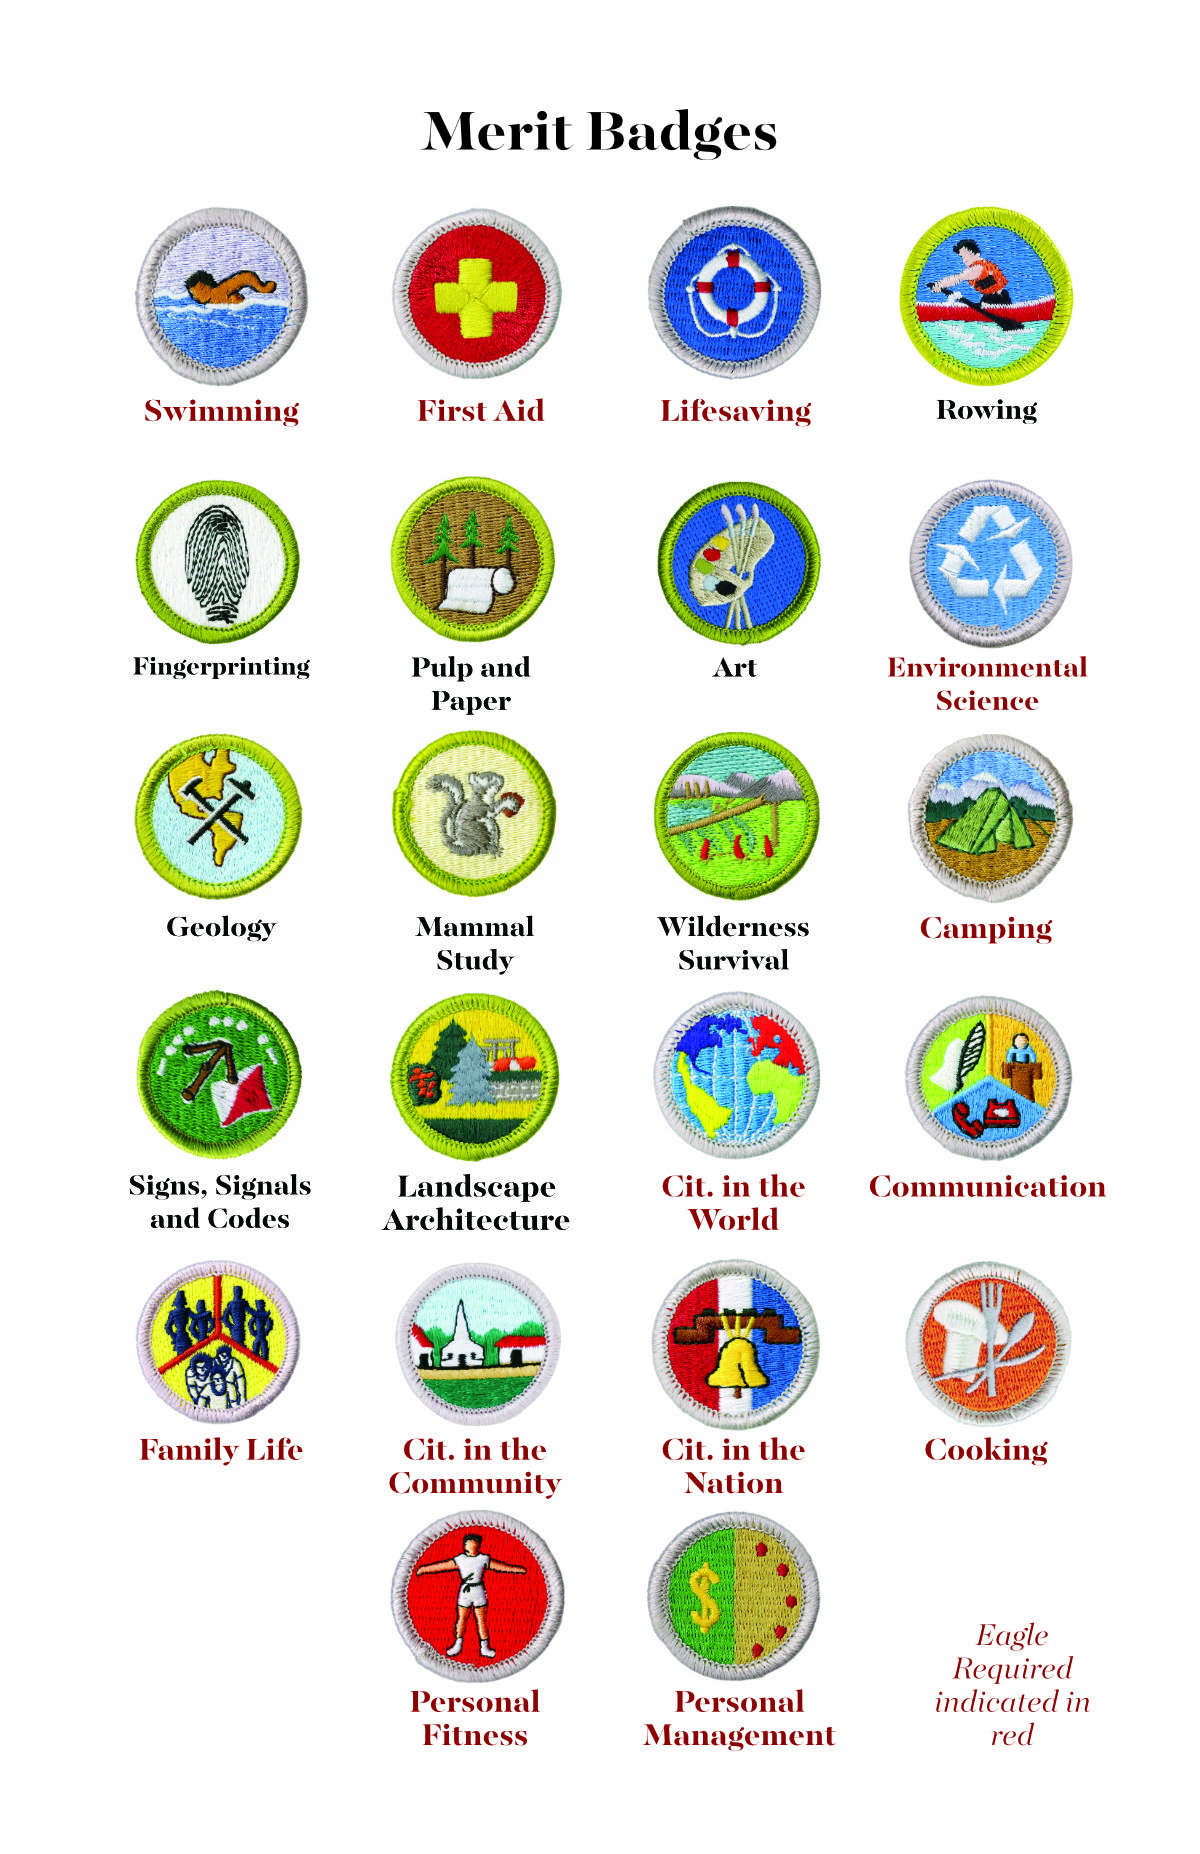 Merit Badges
Swimming
First Aid
Lifesaving
Rowing
Fingerprinting
Pulp and
Paper
Art
Environmental
Science
Geology
Mammal
Study
Wilderness
Survival
Camping
Signs, Signals
and Codes
Landscape
Architecture
Cit. in the
World
Communication
Family Life
Cit. in the
Community
Cit. in the
Nation
Cooking
$
Personal
Fitness
Personal
Management
Eagle
Required
indicated in
red